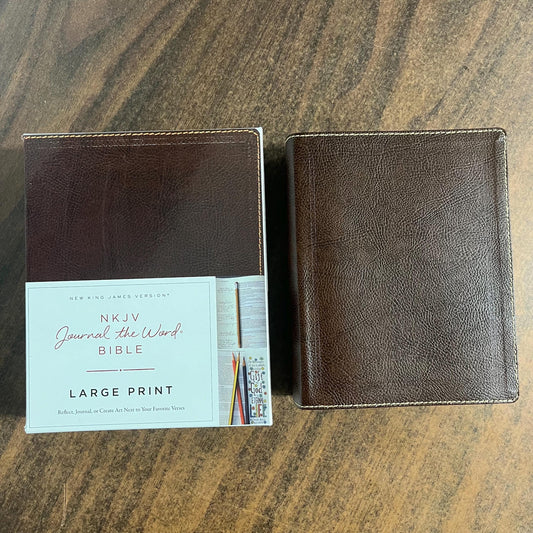 NEW KING JAMES VERSION®
NKJV
Journal the Word®
BIBLE
LARGE PRINT
Reflect, Journal, or Create Art Next to Your Favorite Verses